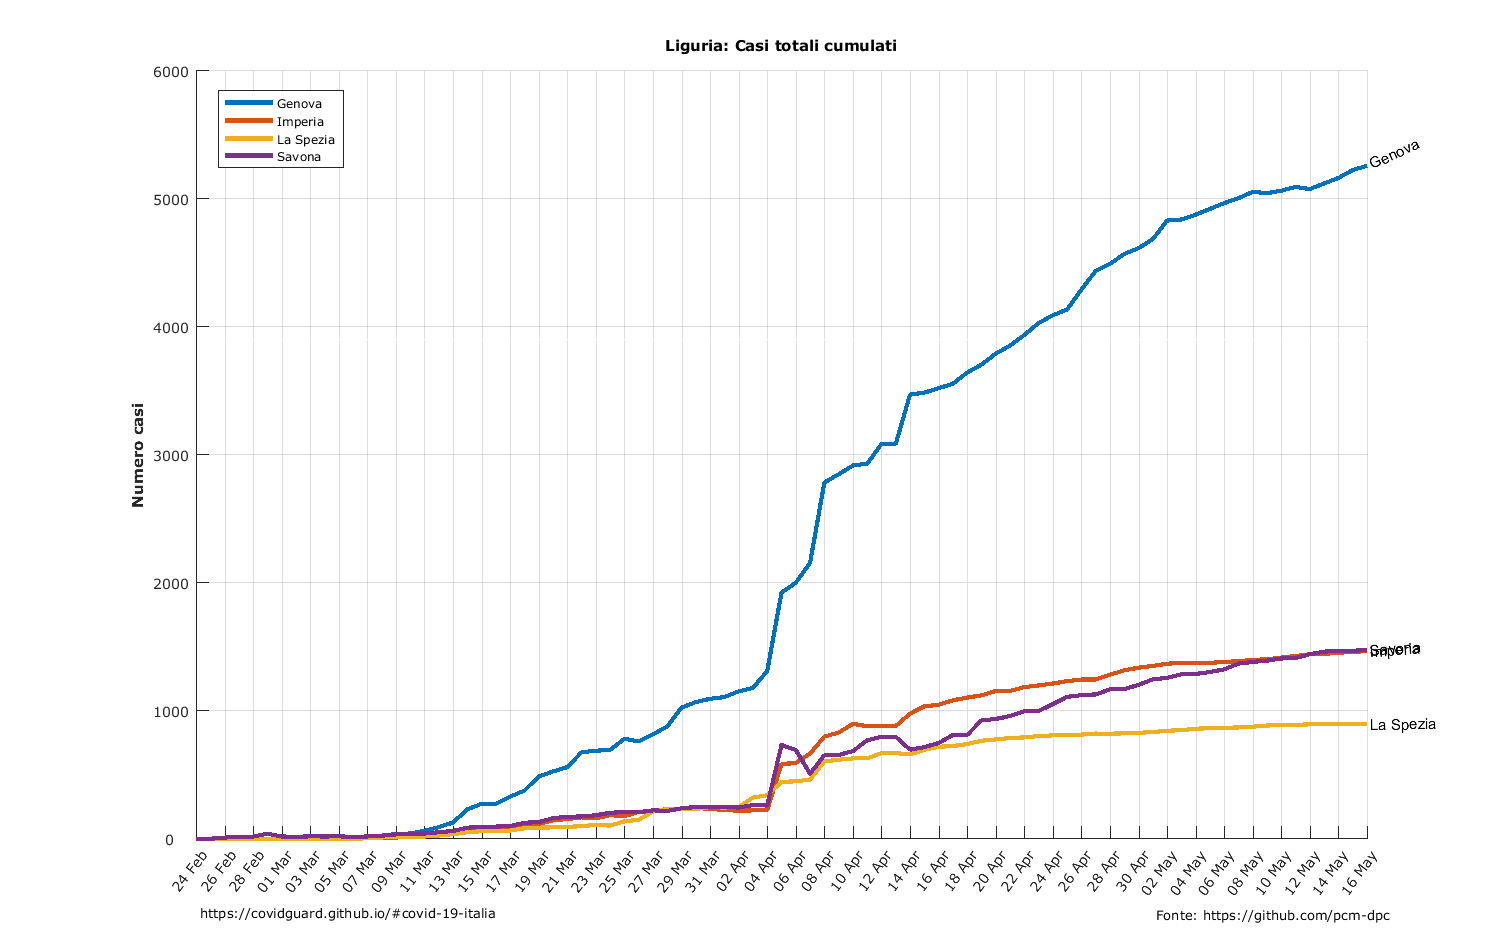 Liguria: Casi totali cumulati
6000
5000
4000
3000
2000
1000
0
Numero casi
Genova
Imperia
La Spezia
Savona
Genova
Savona
Imperia
La Spezia
24 Feb
26 Feb
28 Feb
01 Mar
03 Mar
05 Mar
07 Mar
09 Mar
11 Mar
13 Mar
15 Mar
17 Mar
19 Mar
21 Mar
23 Mar
25 Mar
27 Mar
29 Mar
31 Mar
02 Apr
04 Apr
06 Apr
08 Apr
10 Apr
12 Apr
14 Apr
16 Apr
18 Apr
20 Apr
22 Apr
24 Apr
26 Apr
28 Apr
30 Apr
02 May
04 May
06 May
08 May
10 May
12 May
14 May
16 May
https://covidguard.github.io/#covid-19-italia
Fonte: https://github.com/pcm-dpc